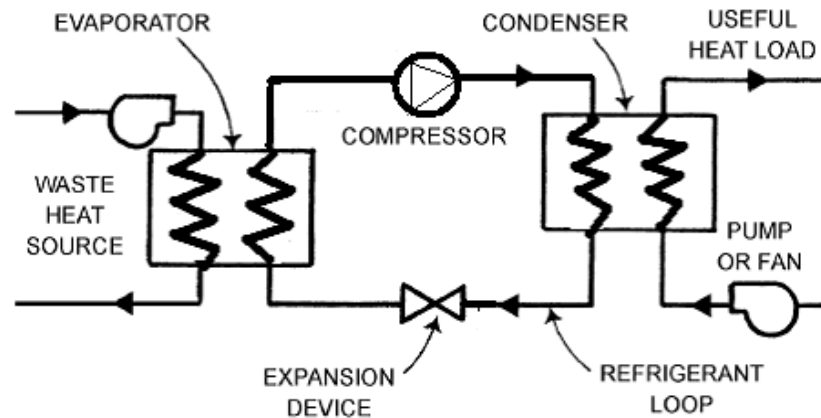 EVAPORATOR
CONDENSER
USEFUL
HEAT LOAD
COMPRESSOR
WASTE
HEAT
SOURCE
PUMP
OR FAN
EXPANSION
DEVICE
REFRIGERANT
LOOP